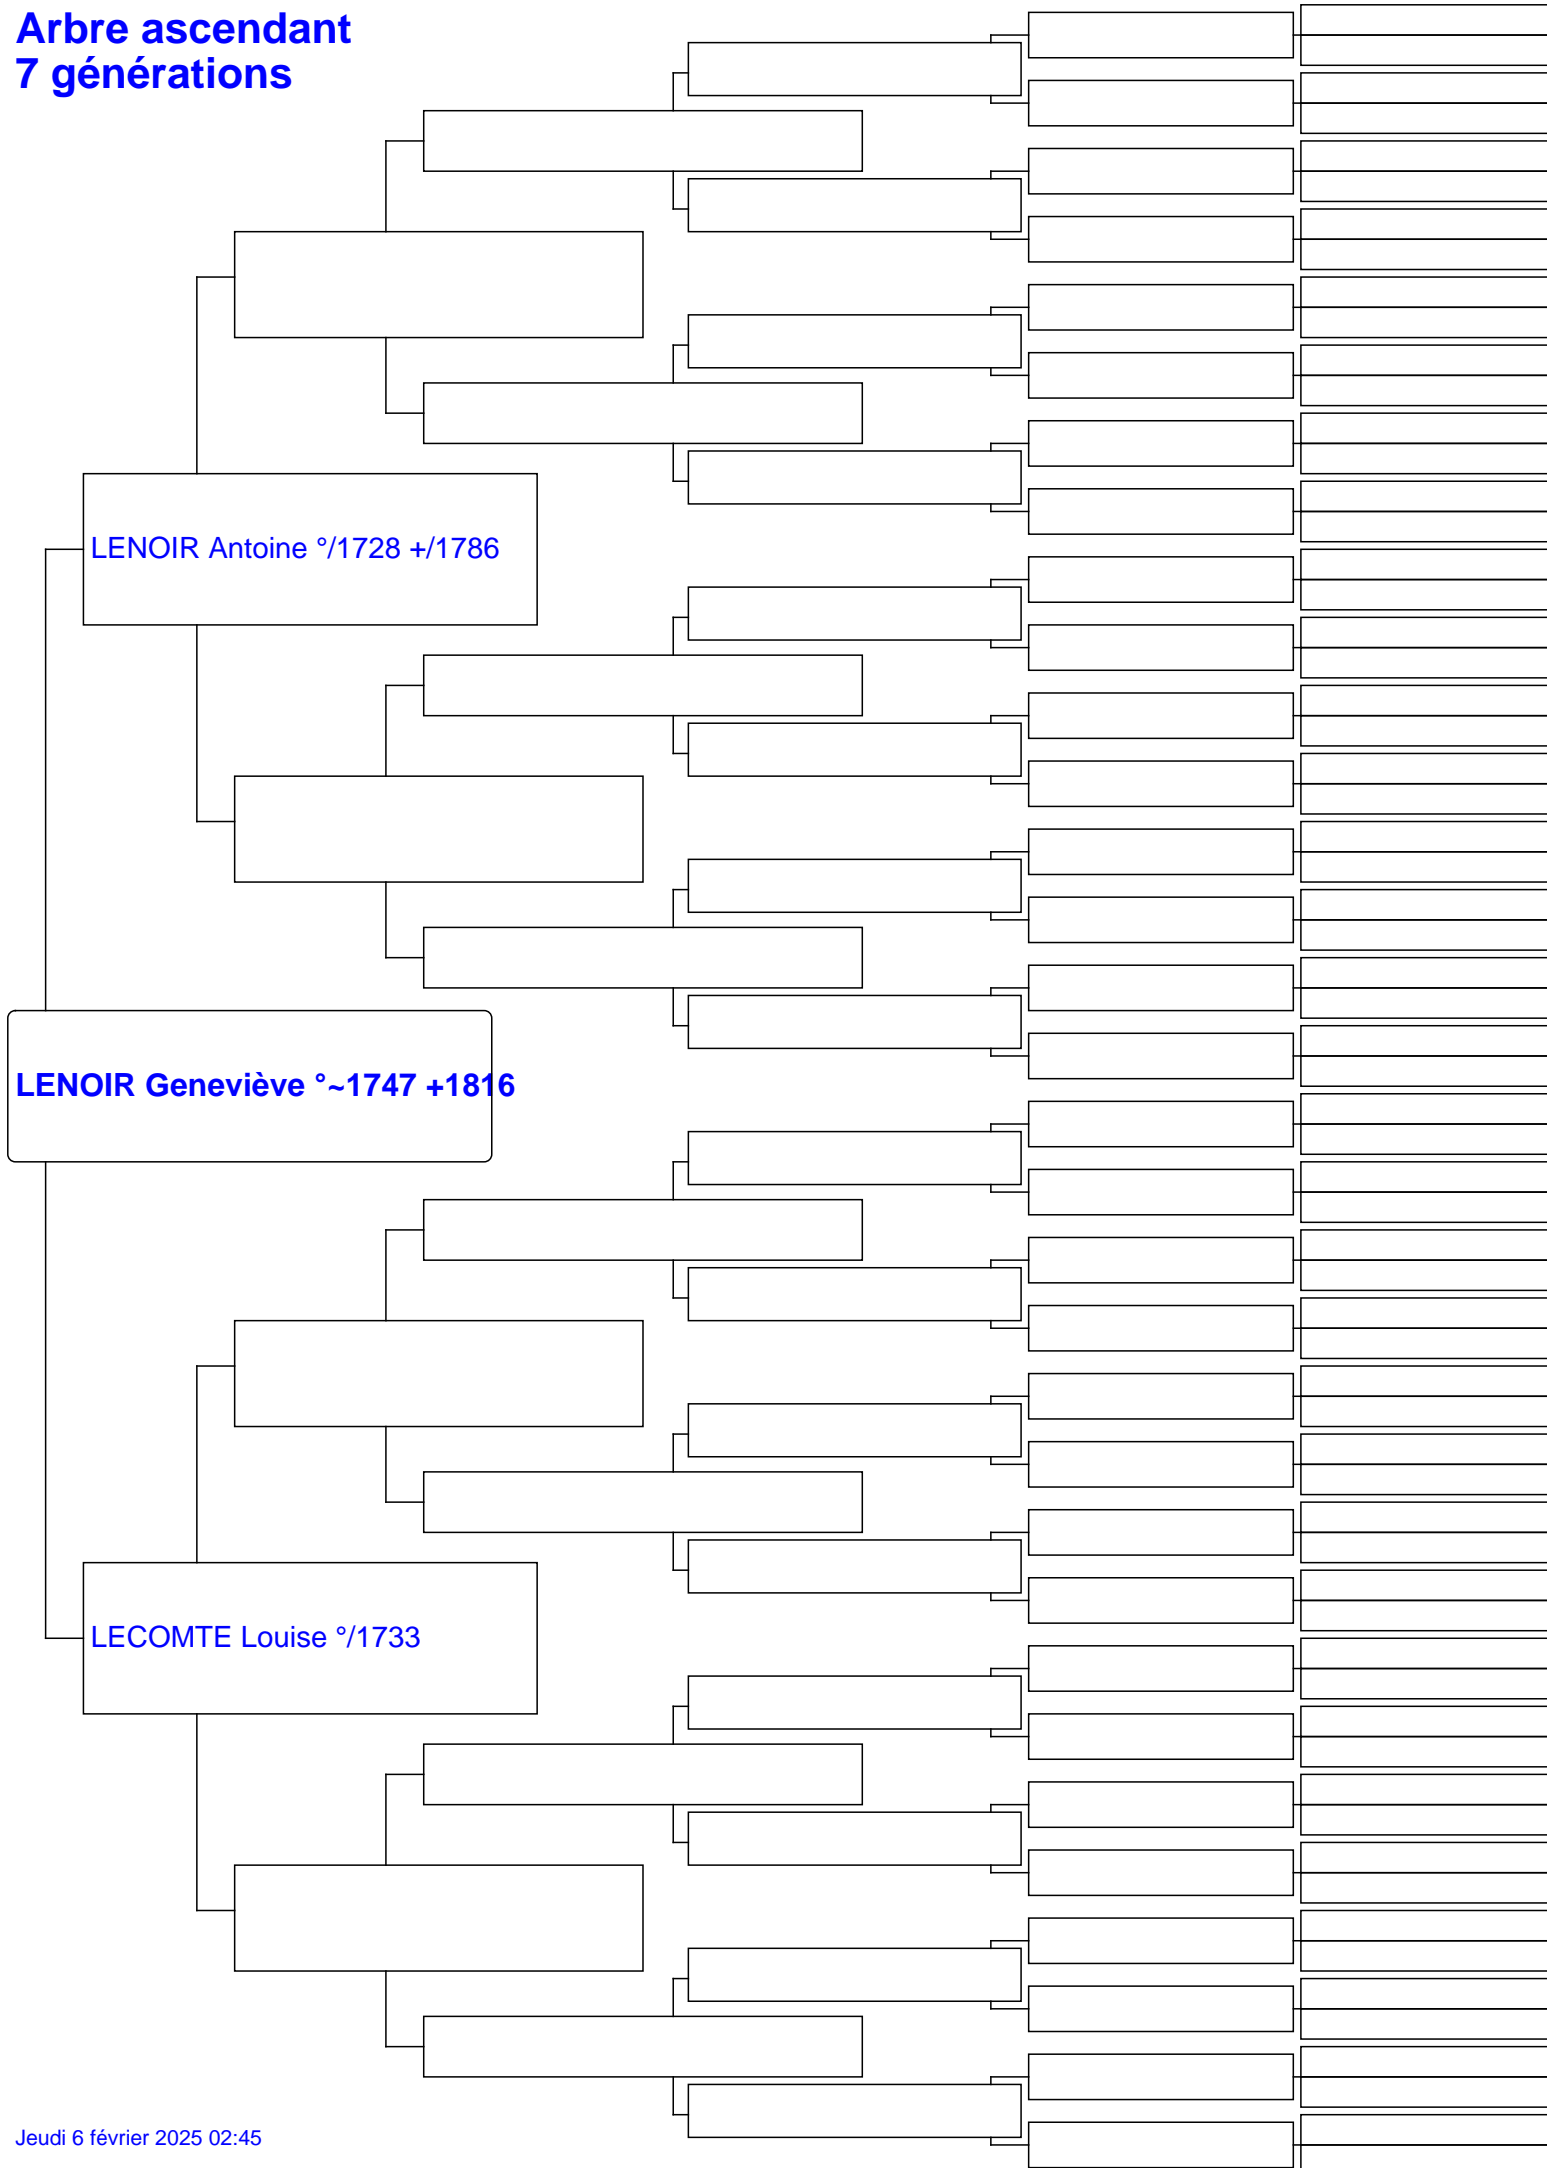 Arbre ascendant
7 générations
LENOIR Antoine °/1728 +/1786
LENOIR Geneviève °~1747 +1816
LECOMTE Louise °/1733
Jeudi 6 février 2025 02:45